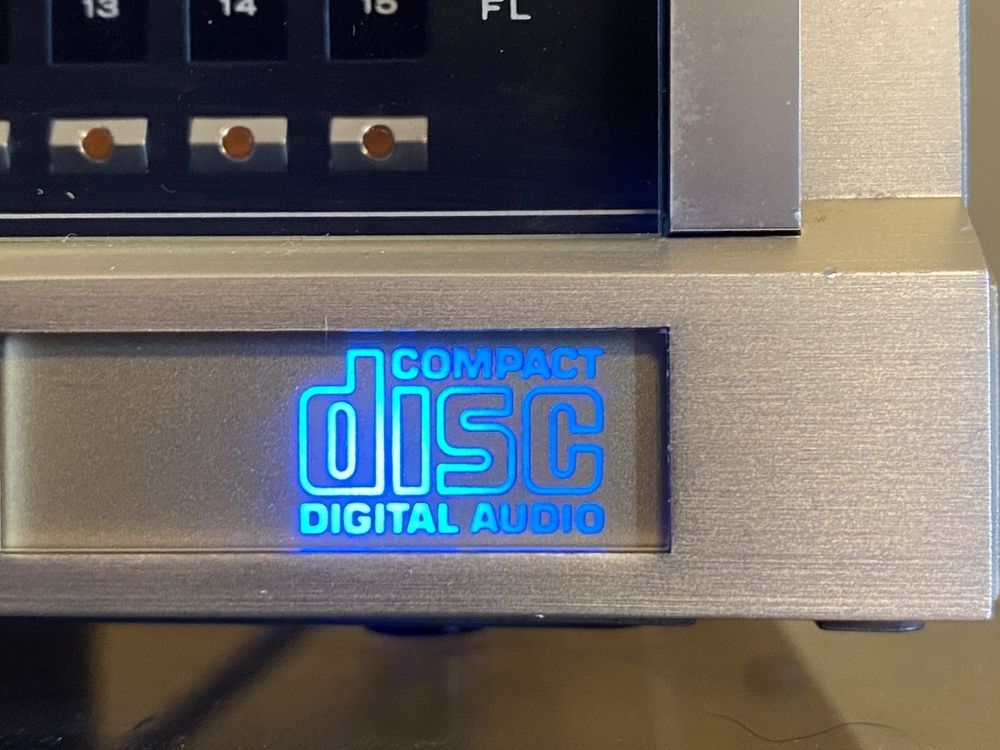 13 14 15 FL
COMPACT
disc
DIGITAL AUDIO